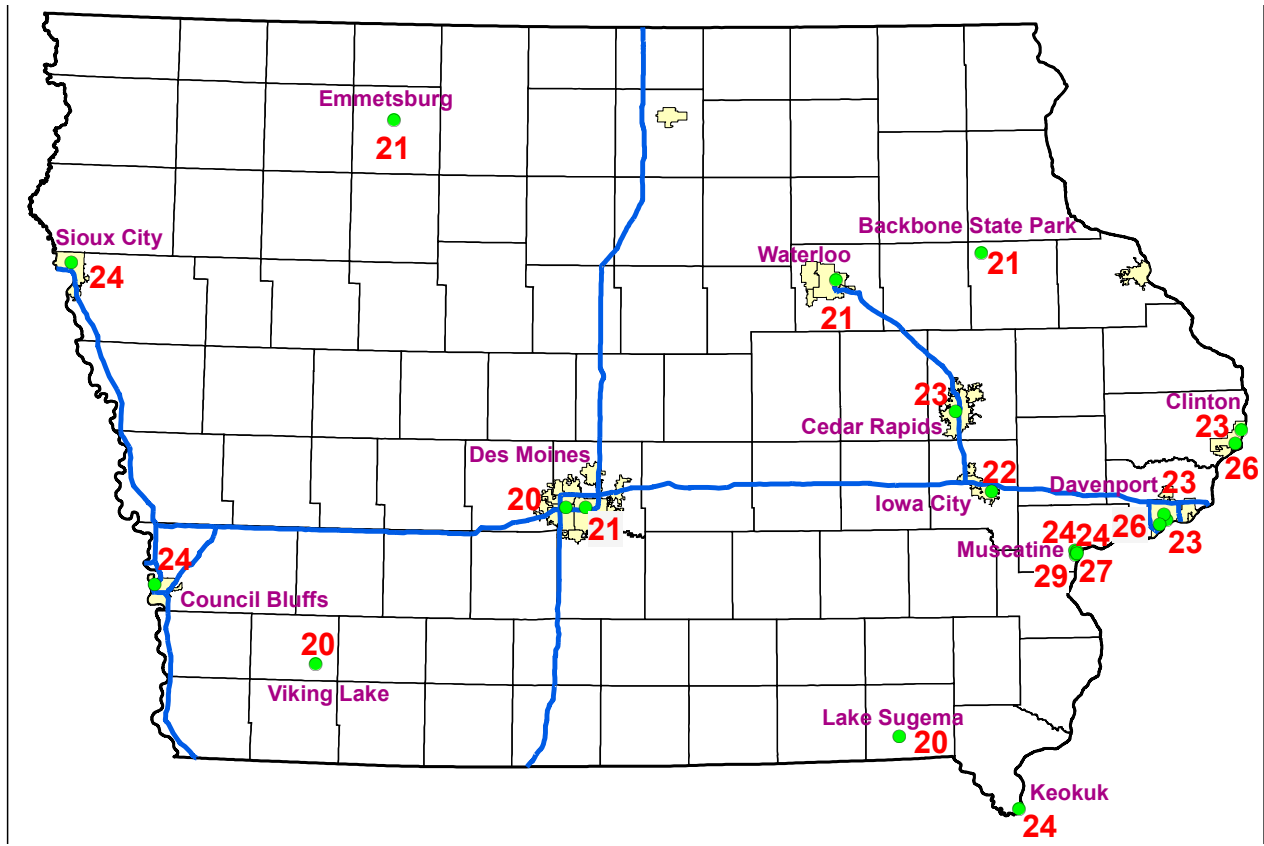 Emmetsburg
21
Sioux City
24
Backbone State Park
21
Waterloo
21
23
Cedar Rapids
Clinton
23
26
Des Moines
20
21
22
Iowa City
Davenport
23
26
23
24
24
Muscatine
29
27
24
Council Bluffs
20
Viking Lake
Lake Sugema
20
Keokuk
24